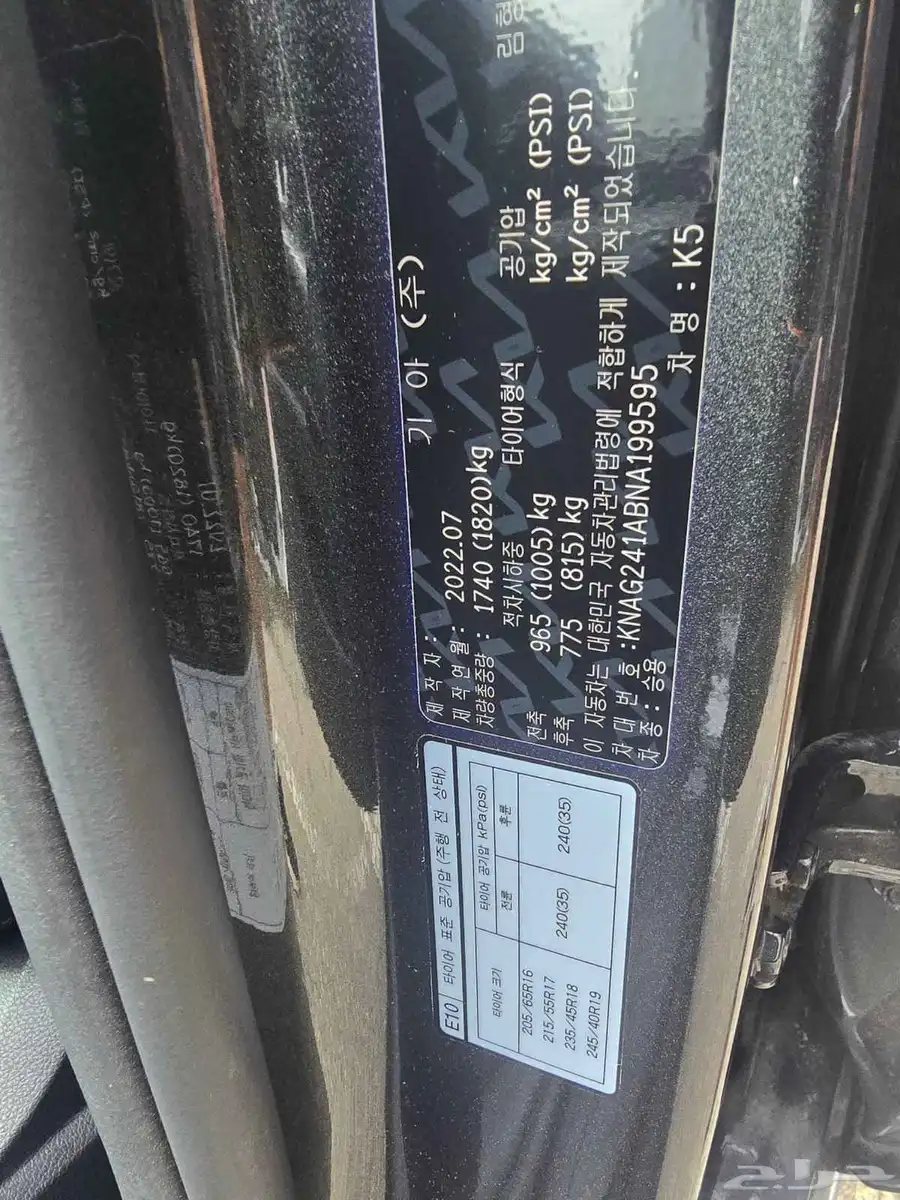 제 작 자 : 기 아 (주)
제 작 연 월 : 2022.07
차량총중량 : 1740 (1820)kg
적차시하중 타이어형식 림형 공기압
전축 965 (1005) kg kg/cm² (PSI)
후축 775 (815) kg kg/cm² (PSI)
이 자동차는 대한민국 자동차관리법령에 적합하게 제작되었습니다.
차 대 번 호 :KNAG241ABNA199595
차 종 : 승용 차 명 : K5
E10 타이어 표준 공기압 (주행 전 상태)
타이어 크기 타이어 공기압 kPa(psi)
전륜 후륜
205/65R16
215/55R17
235/45R18
245/40R19
240(35) 240(35)
حراج